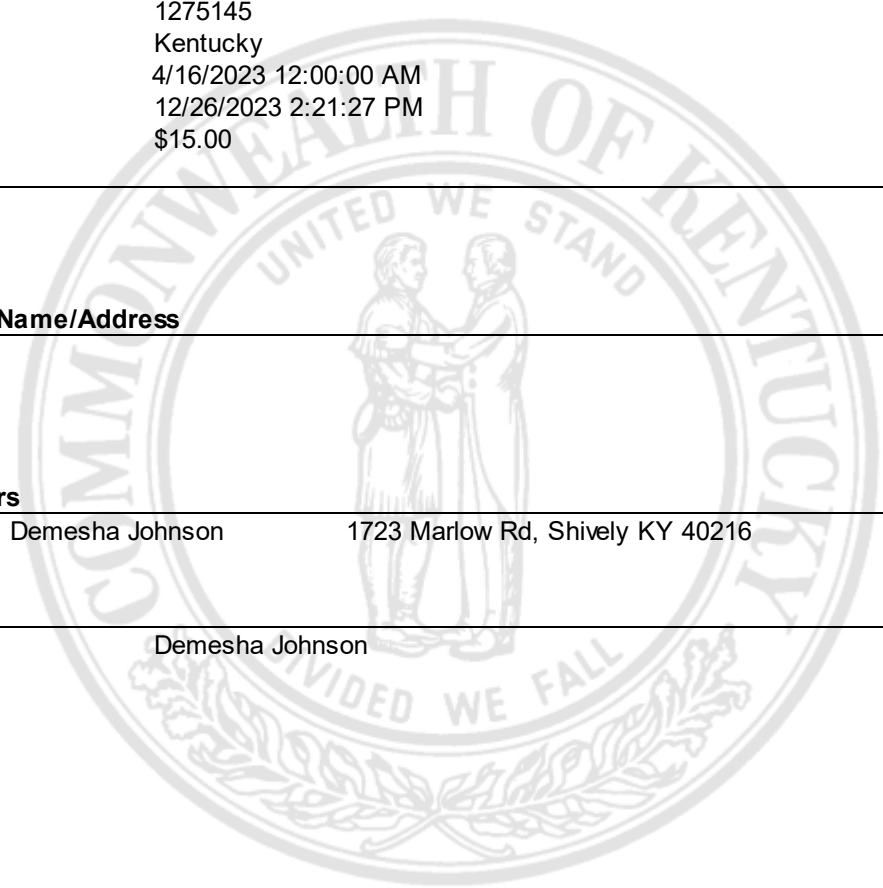 1275145
Kentucky
4/16/2023 12:00:00 AM
12/26/2023 2:21:27 PM
$15.00
Name/Address
rs
Demesha Johnson 1723 Marlow Rd, Shively KY 40216
Demesha Johnson
COMMONWEALTH OF KENTUCKY
UNITED WE STAND
DIVIDED WE FALL